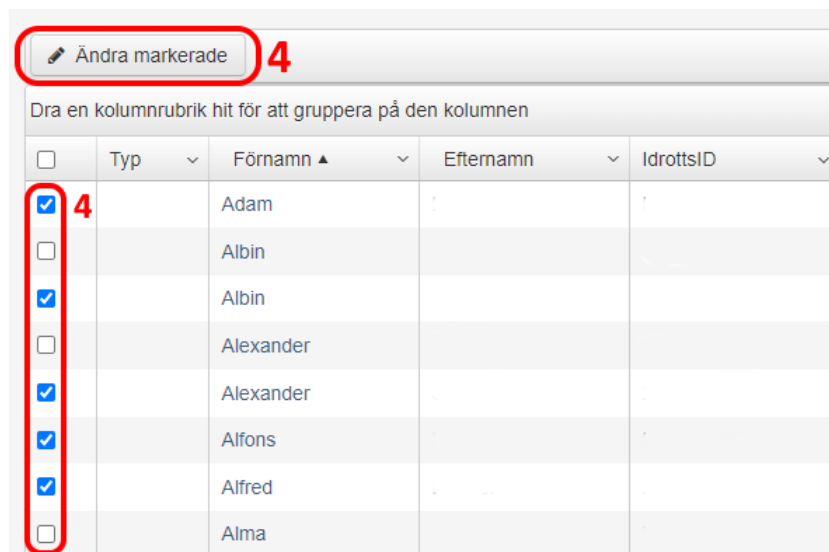 Ändra markerade 4
Dra en kolumnrubrik hit för att gruppera på den kolumnen
Typ Förnamn ▲ Efternamn IdrottsID
4 Adam
Albin
Albin
Alexander
Alexander
Alfons
Alfred
Alma